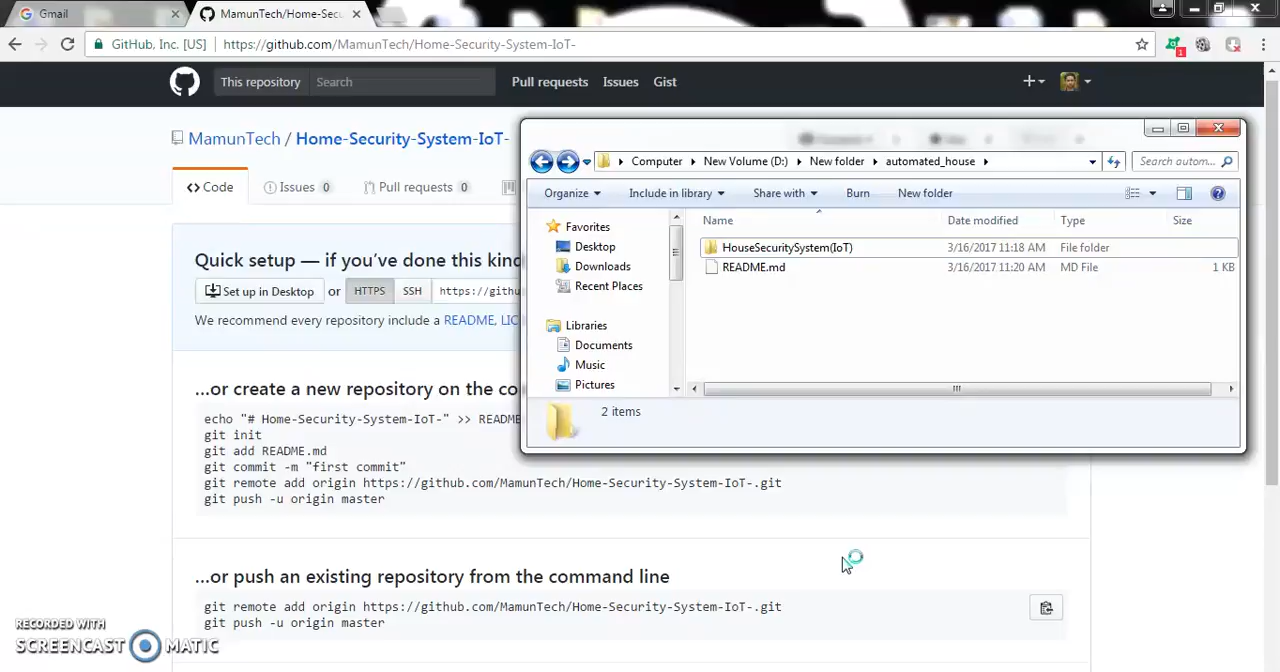 Gmail
MamunTech/Home-Secu
GitHub, Inc. [US]
https://github.com/MamunTech/Home-Security-System-IoT-
1
This repository
Search
Pull requests
Issues
Gist
MamunTech / Home-Security-System-IoT-
Code
Issues 0
Pull requests 0
Quick setup — if you've done this kind
Set up in Desktop
or
HTTPS
SSH
https://githu
We recommend every repository include a README, LIC
...or create a new repository on the co
echo "# Home-Security-System-IoT-" >> README
git init
git add README.md
git commit -m "first commit"
git remote add origin https://github.com/MamunTech/Home-Security-System-IoT-.git
git push -u origin master
...or push an existing repository from the command line
git remote add origin https://github.com/MamunTech/Home-Security-System-IoT-.git
git push -u origin master
Computer
New Volume (D:)
New folder
automated_house
Search autom...
Organize
Include in library
Share with
Burn
New folder
Name
Date modified
Type
Size
Favorites
Desktop
Downloads
Recent Places
Libraries
Documents
Music
Pictures
HouseSecuritySystem(IoT)
3/16/2017 11:18 AM
File folder
README.md
3/16/2017 11:20 AM
MD File
1 KB
2 items
RECORDED WITH
SCREENCAST MATIC